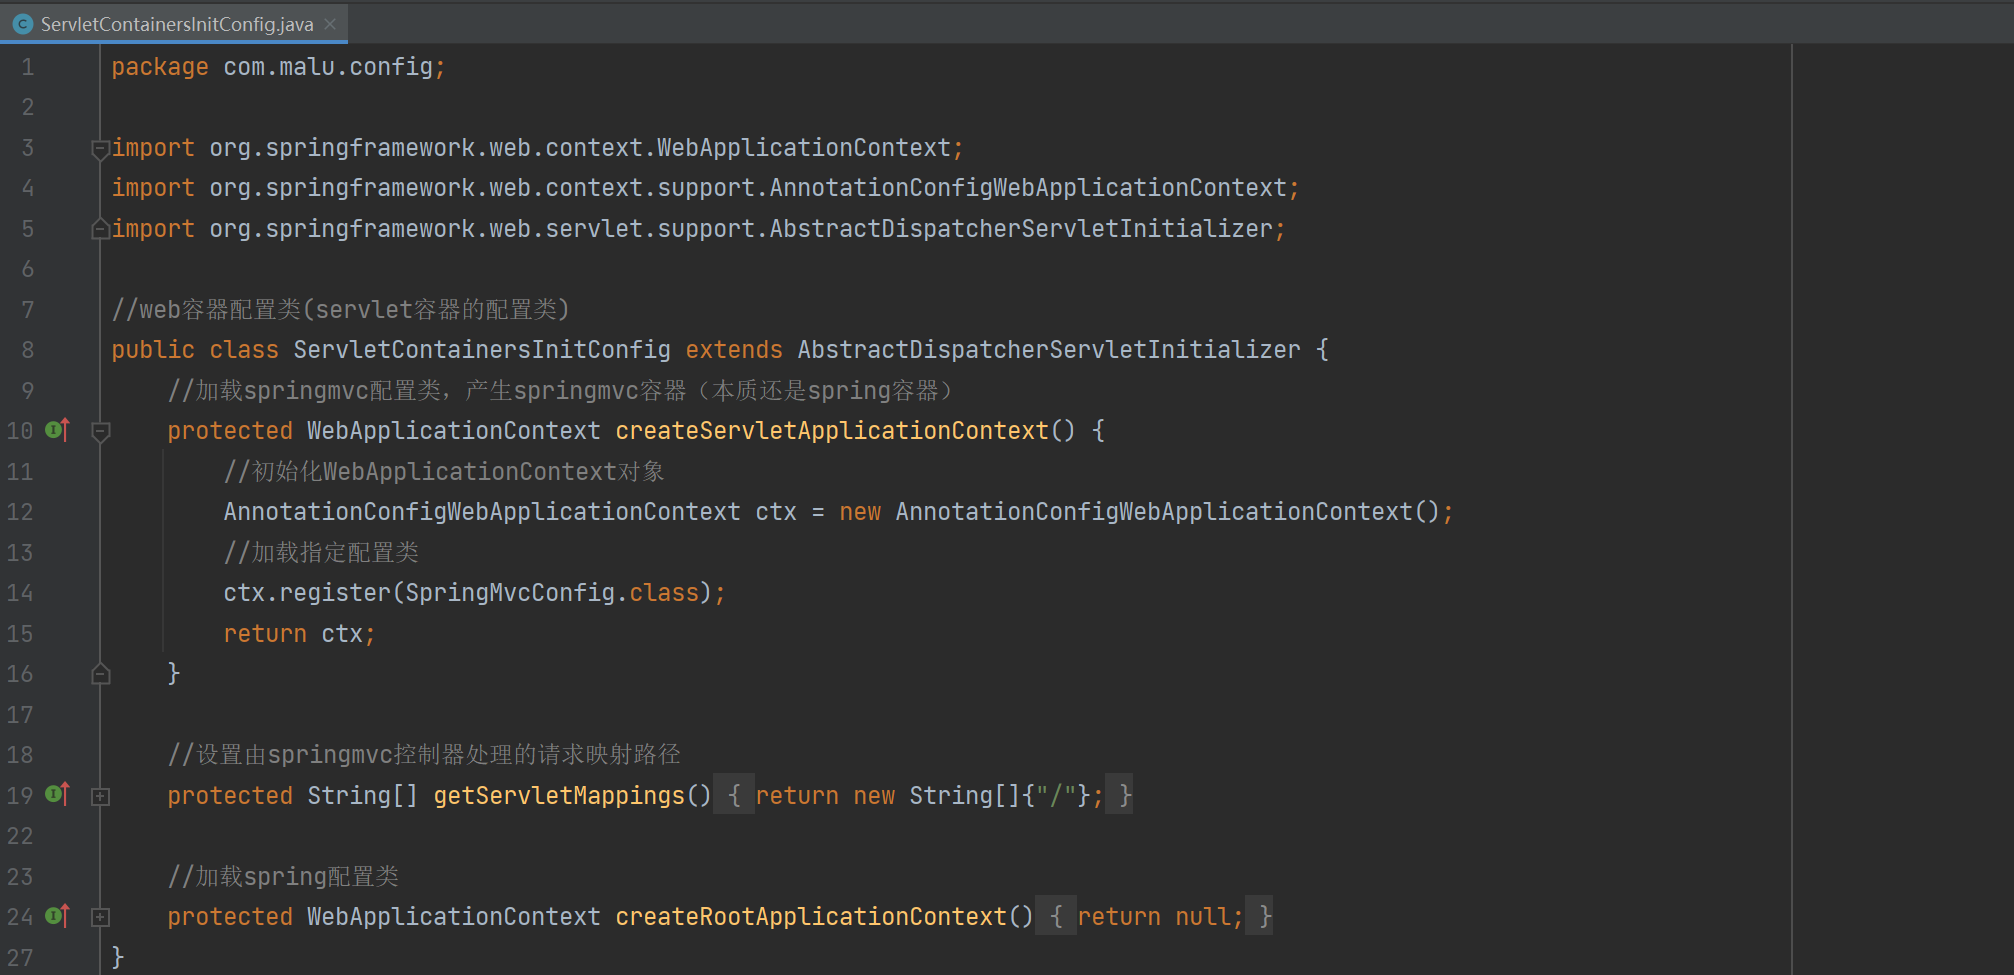 ServletContainersInitConfig.java
1 package com.malu.config;
2
3 import org.springframework.web.context.WebApplicationContext;
4 import org.springframework.web.context.support.AnnotationConfigWebApplicationContext;
5 import org.springframework.web.servlet.support.AbstractDispatcherServletInitializer;
6
7 //web容器配置类(servlet容器的配置类)
8 public class ServletContainersInitConfig extends AbstractDispatcherServletInitializer {
9 //加载springmvc配置类，产生springmvc容器（本质还是spring容器）
10 protected WebApplicationContext createServletApplicationContext() {
11 //初始化WebApplicationContext对象
12 AnnotationConfigWebApplicationContext ctx = new AnnotationConfigWebApplicationContext();
13 //加载指定配置类
14 ctx.register(SpringMvcConfig.class);
15 return ctx;
16 }
17
18 //设置由springmvc控制器处理的请求映射路径
19 protected String[] getServletMappings() { return new String[]{"/"}; }
22
23 //加载spring配置类
24 protected WebApplicationContext createRootApplicationContext() { return null; }
27 }